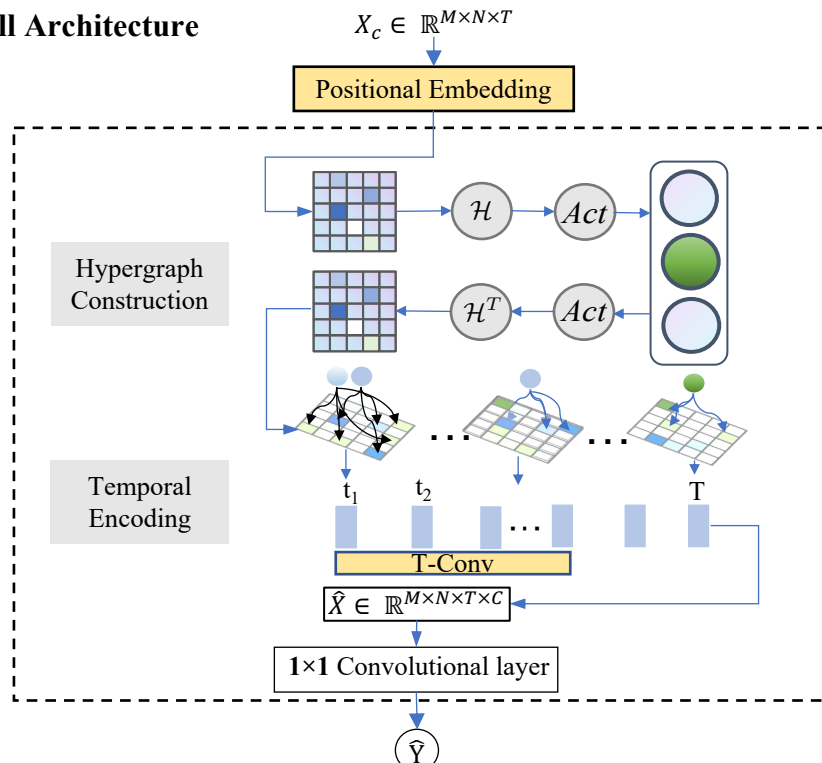 ll Architecture
X_c ∈ ℝ^{M×N×T}
Positional Embedding
ℋ
Act
Hypergraph
Construction
ℋ^T
Act
...
...
Temporal
Encoding
t_1
t_2
T
...
T-Conv
X̂ ∈ ℝ^{M×N×T×C}
1×1 Convolutional layer
Ŷ